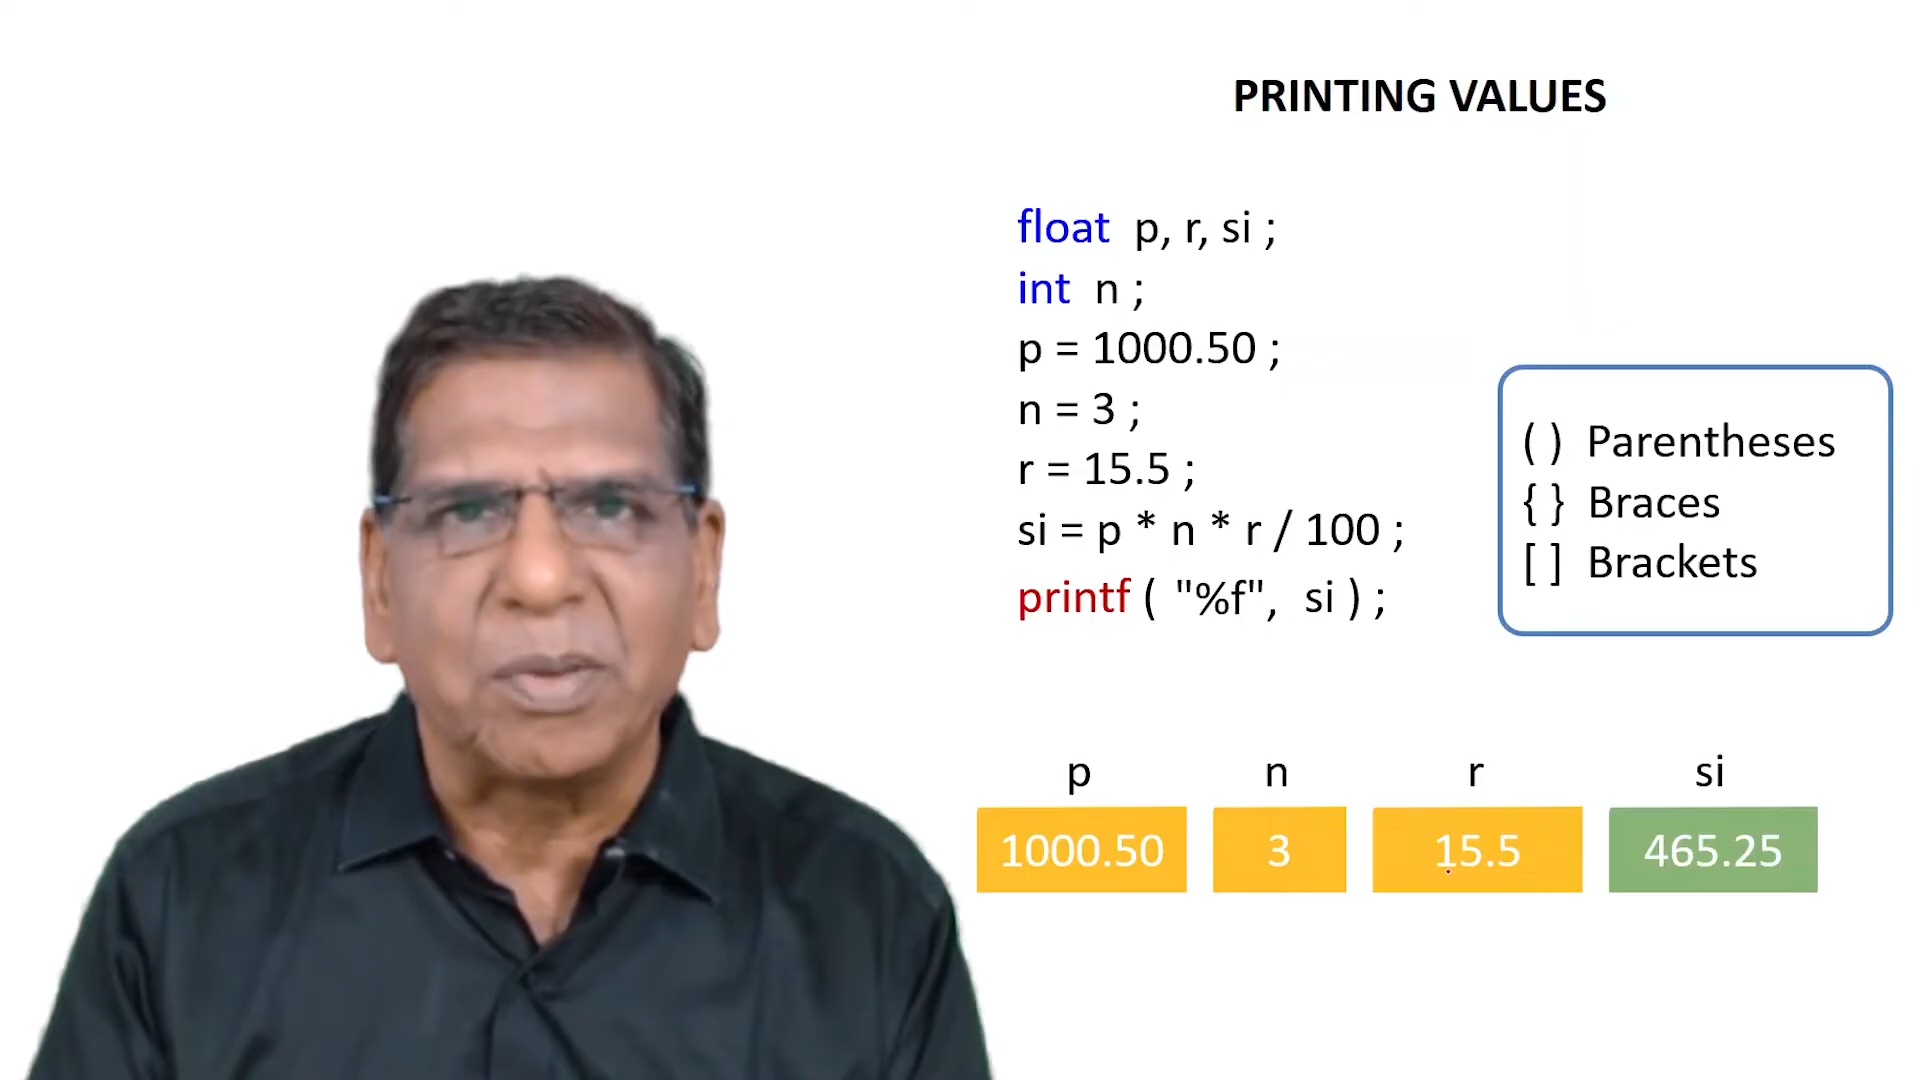 PRINTING VALUES
float p, r, si ;
int n ;
p = 1000.50 ;
n = 3 ;
r = 15.5 ;
si = p * n * r / 100 ;
printf ( "%f", si ) ;
( ) Parentheses
{ } Braces
[ ] Brackets
p n r si
1000.50 3 15.5 465.25